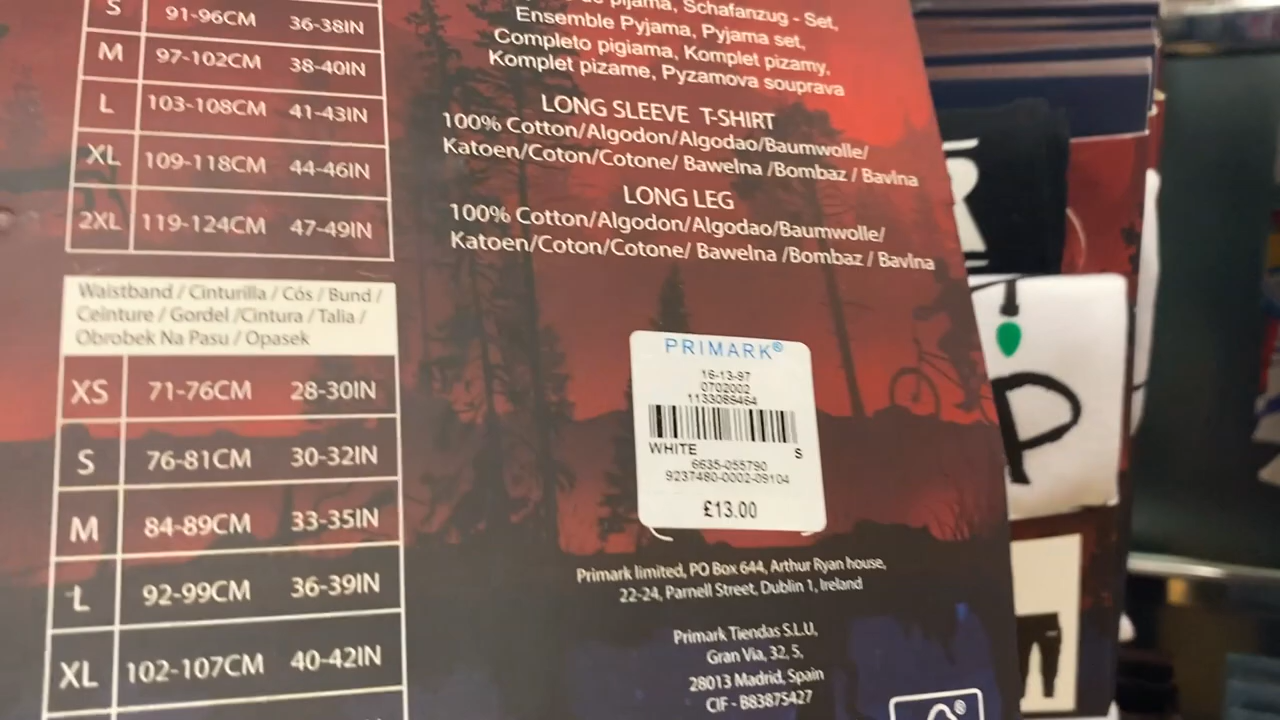 S 91-96CM 36-38IN
M 97-102CM 38-40IN
L 103-108CM 41-43IN
XL 109-118CM 44-46IN
2XL 119-124CM 47-49IN
Waistband / Cinturilla / Cós / Bund /
Ceinture / Gordel /Cintura / Talia /
Obrobek Na Pasu / Opasek
XS 71-76CM 28-30IN
S 76-81CM 30-32IN
M 84-89CM 33-35IN
L 92-99CM 36-39IN
XL 102-107CM 40-42IN
pijama, Schafanzug - Set,
Ensemble Pyjama, Pyjama set,
Completo pigiama, Komplet pizamy,
Komplet pizame, Pyzamova souprava
LONG SLEEVE T-SHIRT
100% Cotton/Algodon/Algodao/Baumwolle/
Katoen/Coton/Cotone/ Bawelna /Bombaz / Bavlna
LONG LEG
100% Cotton/Algodon/Algodao/Baumwolle/
Katoen/Coton/Cotone/ Bawelna /Bombaz / Bavlna
PRIMARK®
16-13-97
0702002
1133089464
WHITE S
6635-055790
9237480-0002-09104
£13.00
Primark limited, PO Box 644, Arthur Ryan house,
22-24, Parnell Street, Dublin 1, Ireland
Primark Tiendas S.L.U,
Gran Via, 32, 5,
28013 Madrid, Spain
CIF - B83875427
®
R
P